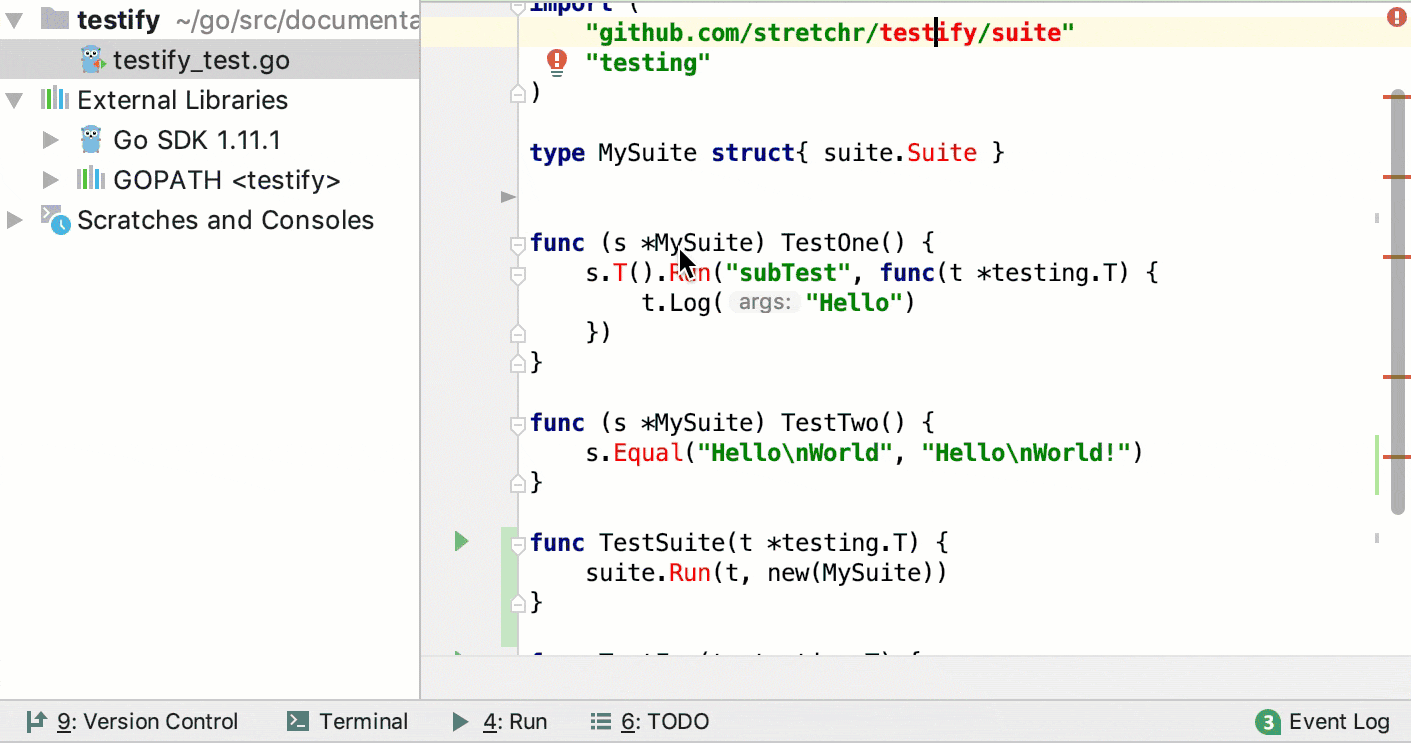 testify ~/go/src/documenta
testify_test.go
External Libraries
Go SDK 1.11.1
GOPATH <testify>
Scratches and Consoles
import (
"github.com/stretchr/testify/suite"
"testing"
)
type MySuite struct{ suite.Suite }
func (s *MySuite) TestOne() {
s.T().Run("subTest", func(t *testing.T) {
t.Log( args: "Hello")
})
}
func (s *MySuite) TestTwo() {
s.Equal("Hello\nWorld", "Hello\nWorld!")
}
func TestSuite(t *testing.T) {
suite.Run(t, new(MySuite))
}
9: Version Control
Terminal
4: Run
6: TODO
3 Event Log